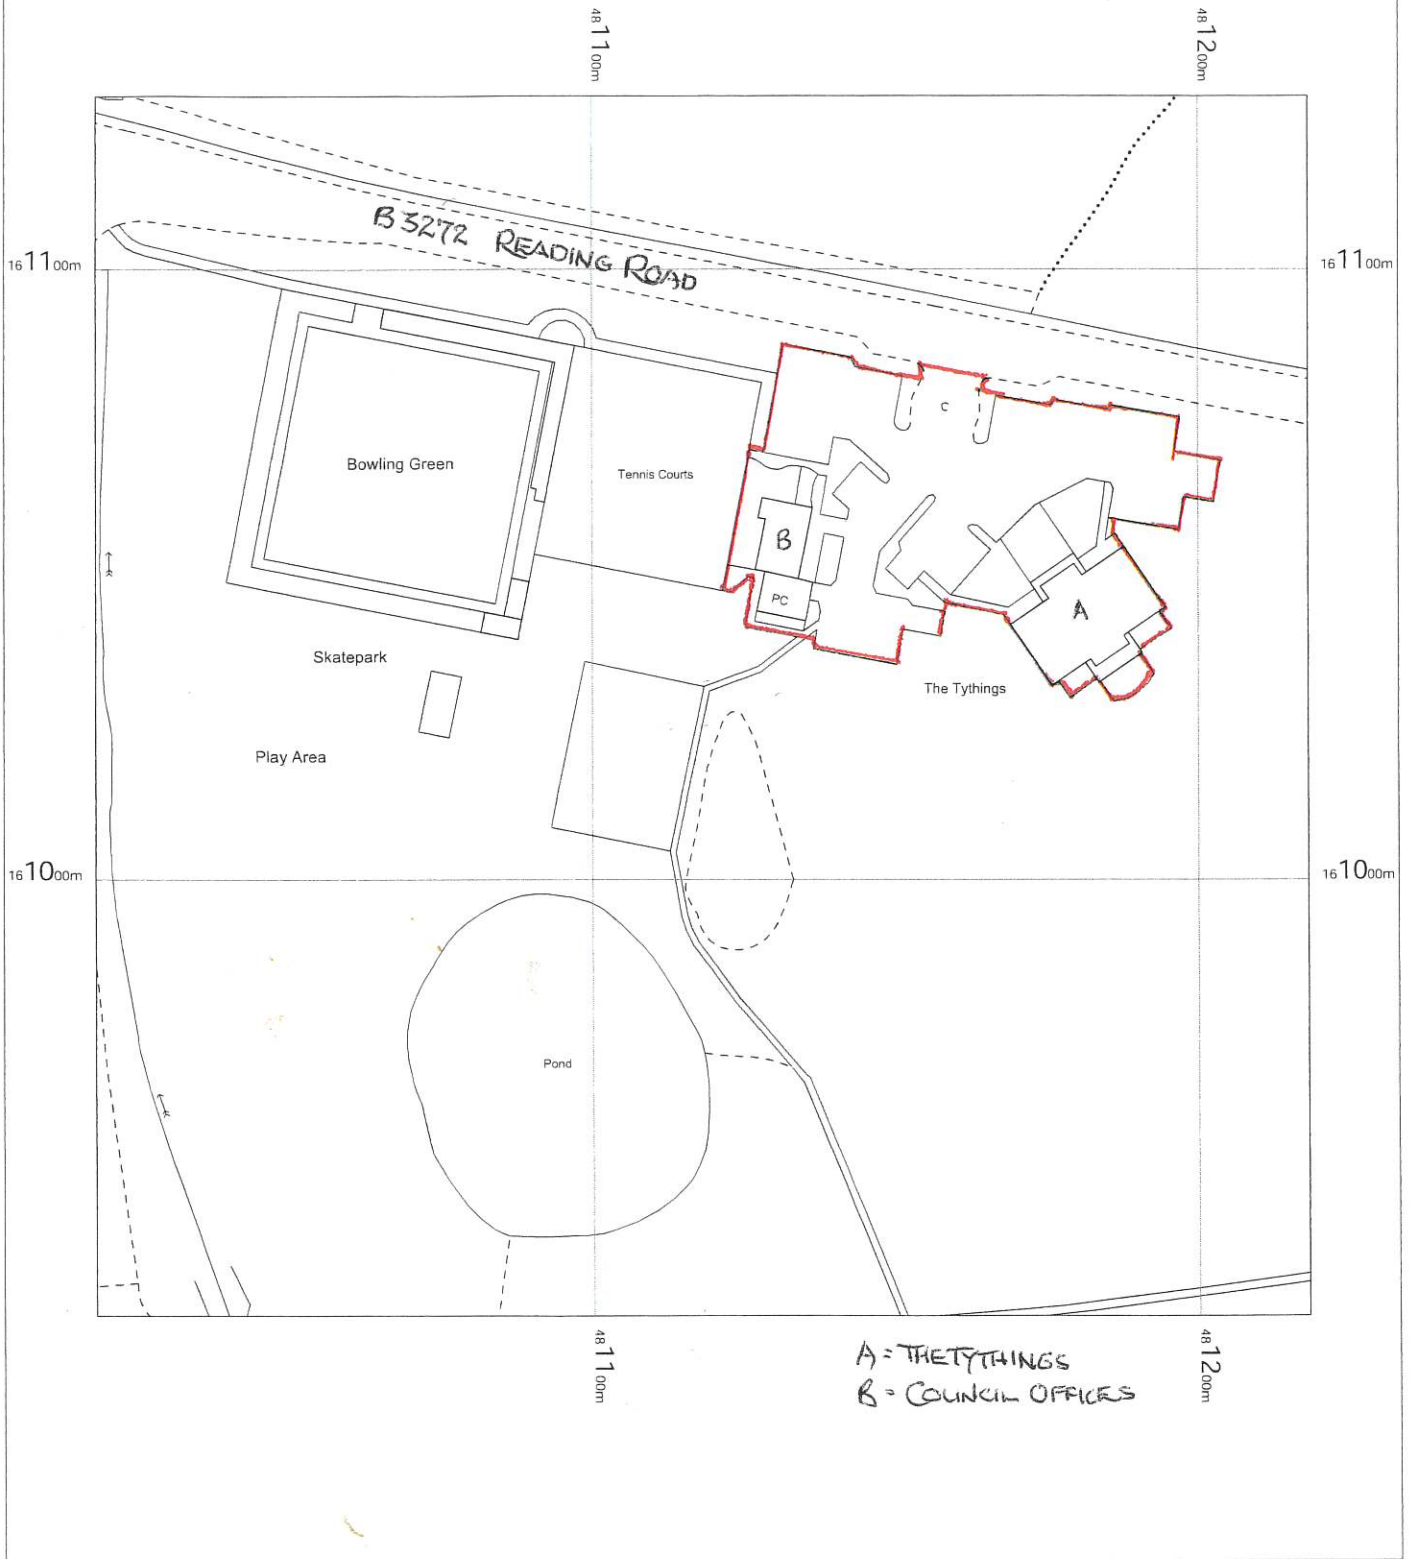 48 11 00m
48 12 00m
B 3272 READING ROAD
16 11 00m
16 11 00m
C
Bowling Green
Tennis Courts
B
PC
A
Skatepark
The Tythings
Play Area
16 10 00m
16 10 00m
Pond
48 11 00m
48 12 00m
A = THE TYTHINGS
B = COUNCIL OFFICES